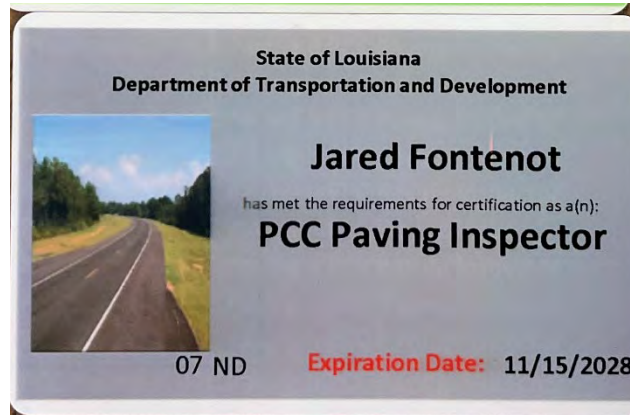 State of Louisiana
Department of Transportation and Development
Jared Fontenot
has met the requirements for certification as a(n):
PCC Paving Inspector
07 ND Expiration Date: 11/15/2028